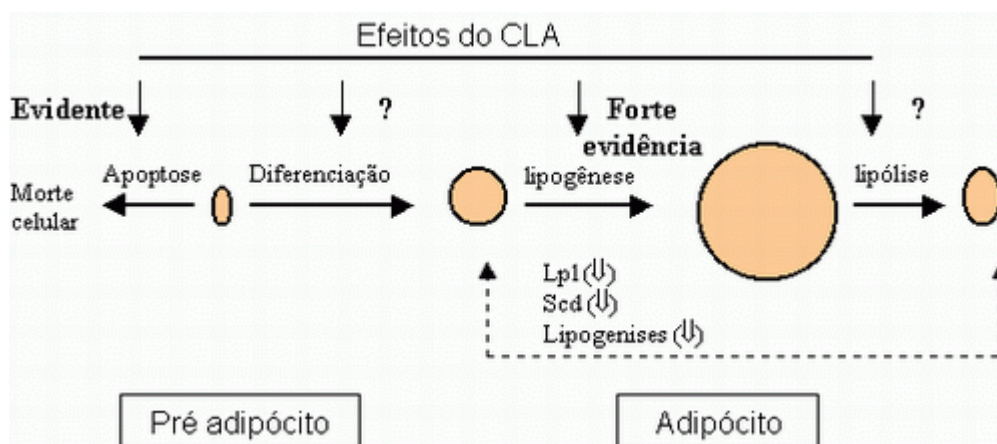 Efeitos do CLA
Evidente
?
Forte
evidência
?
Apoptose
Diferenciação
lipogênese
lipólise
Morte
celular
Lpl (⇓)
Scd (⇓)
Lipogenises (⇓)
Pré adipócito
Adipócito